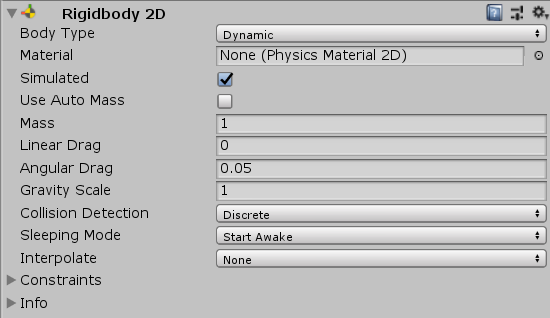 Rigidbody 2D
Body Type Dynamic
Material None (Physics Material 2D)
Simulated
Use Auto Mass
Mass 1
Linear Drag 0
Angular Drag 0.05
Gravity Scale 1
Collision Detection Discrete
Sleeping Mode Start Awake
Interpolate None
Constraints
Info